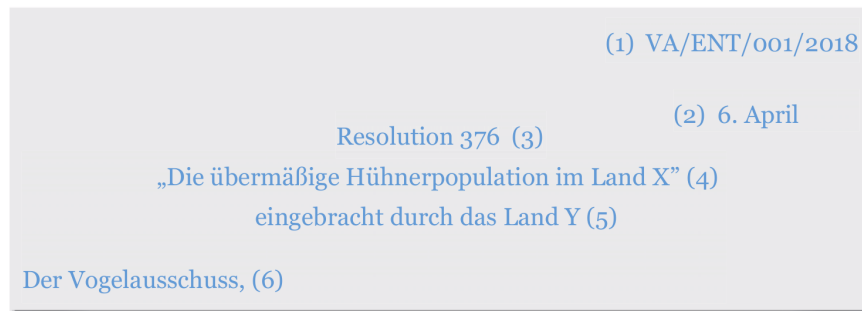 (1) VA/ENT/001/2018
(2) 6. April
Resolution 376 (3)
„Die übermäßige Hühnerpopulation im Land X” (4)
eingebracht durch das Land Y (5)
Der Vogelausschuss, (6)